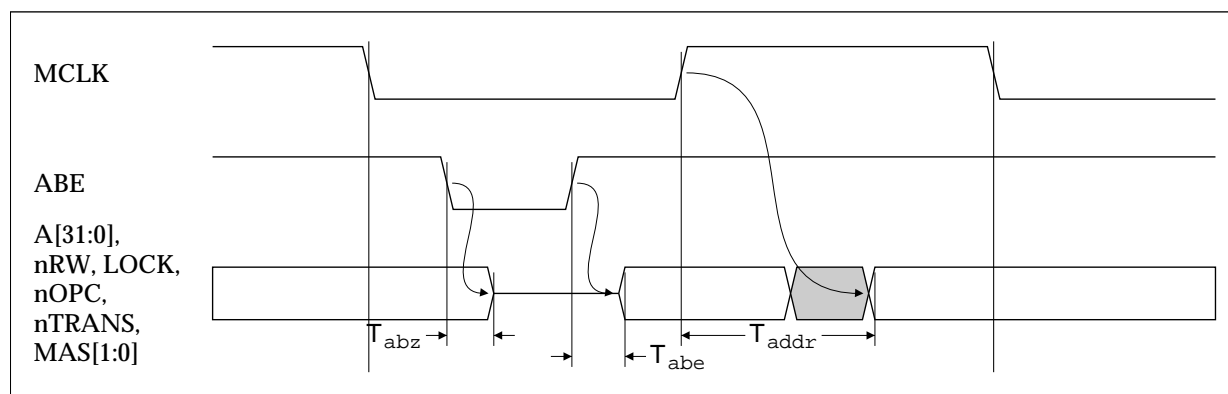 MCLK
ABE
A[31:0],
nRW, LOCK,
nOPC,
nTRANS,
MAS[1:0]
Tabz
Tabe
Taddr